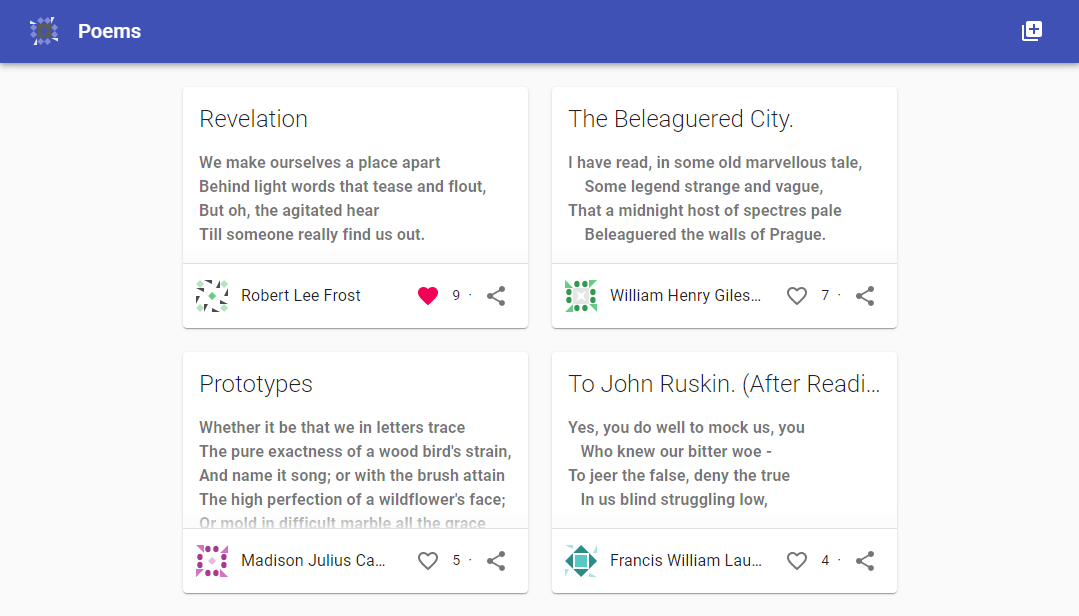 Poems
Revelation
We make ourselves a place apart
Behind light words that tease and flout,
But oh, the agitated hear
Till someone really find us out.
Robert Lee Frost
9 ·
The Beleaguered City.
I have read, in some old marvellous tale,
Some legend strange and vague,
That a midnight host of spectres pale
Beleaguered the walls of Prague.
William Henry Giles...
7 ·
Prototypes
Whether it be that we in letters trace
The pure exactness of a wood bird's strain,
And name it song; or with the brush attain
The high perfection of a wildflower's face;
Or mold in difficult marble all the grace
Madison Julius Ca...
5 ·
To John Ruskin. (After Readi...
Yes, you do well to mock us, you
Who knew our bitter woe -
To jeer the false, deny the true
In us blind struggling low,
Francis William Lau...
4 ·